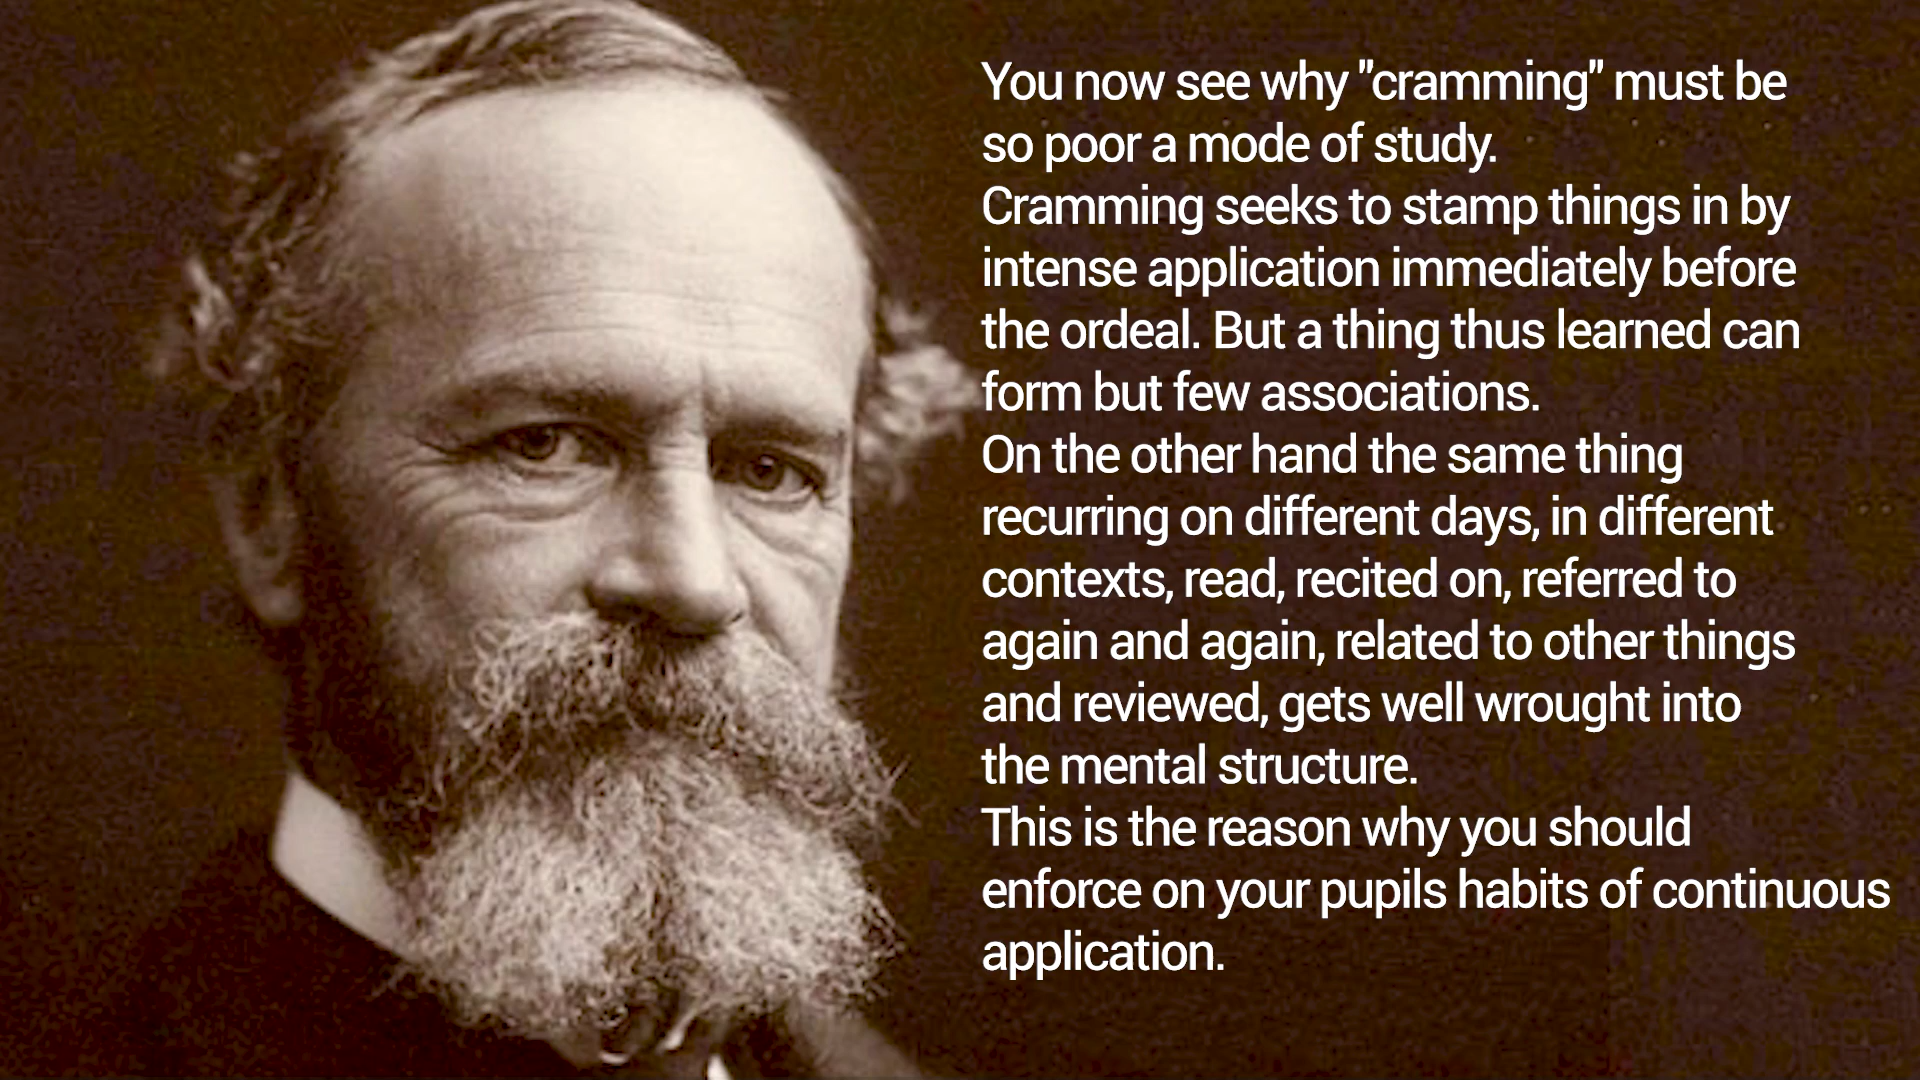 You now see why "cramming" must be
so poor a mode of study.
Cramming seeks to stamp things in by
intense application immediately before
the ordeal. But a thing thus learned can
form but few associations.
On the other hand the same thing
recurring on different days, in different
contexts, read, recited on, referred to
again and again, related to other things
and reviewed, gets well wrought into
the mental structure.
This is the reason why you should
enforce on your pupils habits of continuous
application.